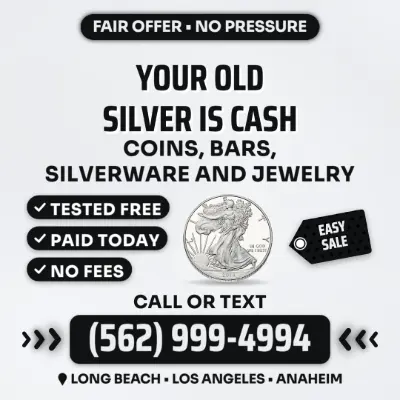 FAIR OFFER • NO PRESSURE
YOUR OLD
SILVER IS CASH
COINS, BARS,
SILVERWARE AND JEWELRY
✓ TESTED FREE
✓ PAID TODAY
✓ NO FEES
EASY
SALE
CALL OR TEXT
(562) 999-4994
LONG BEACH • LOS ANGELES • ANAHEIM